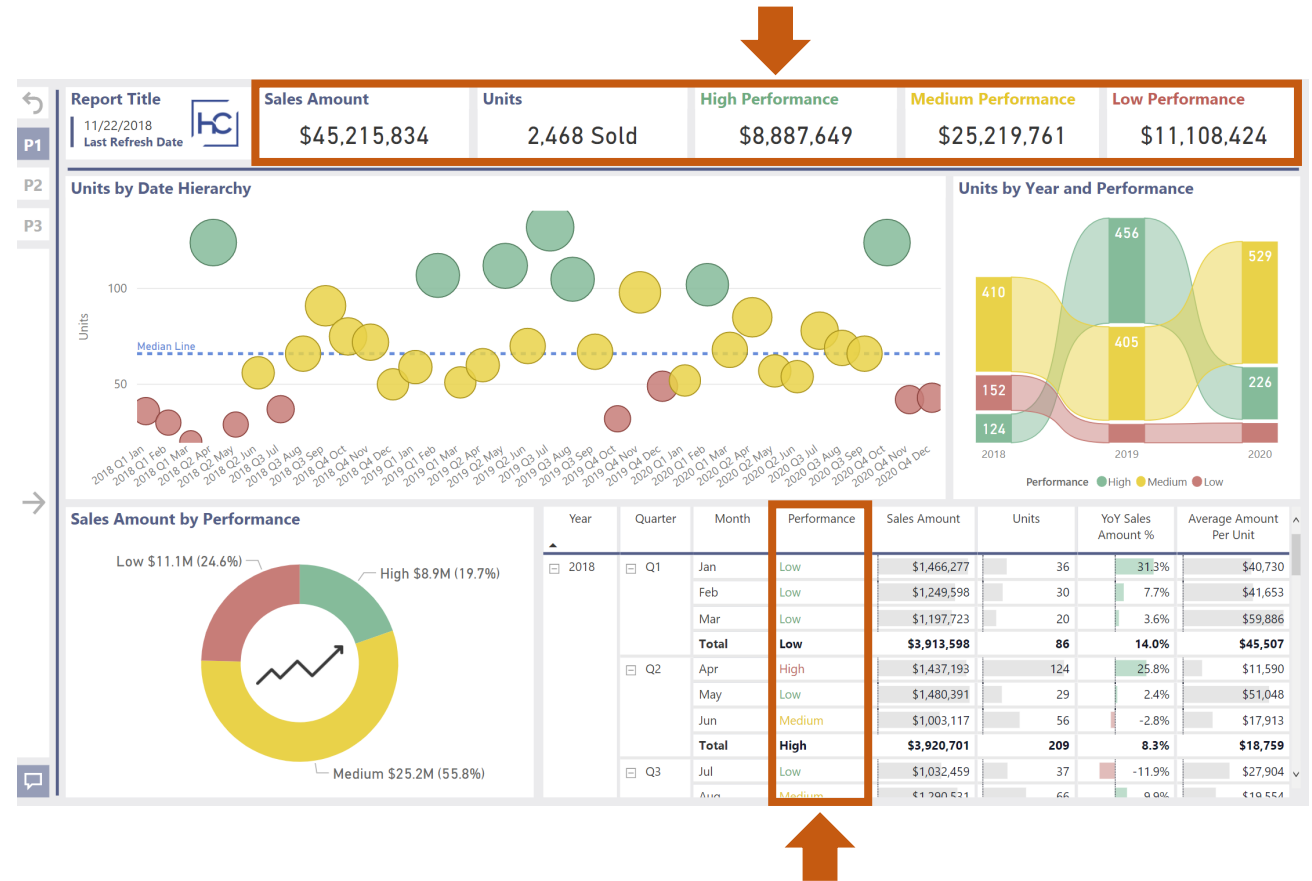 Report Title
11/22/2018
Last Refresh Date
hc
Sales Amount
$45,215,834
Units
2,468 Sold
High Performance
$8,887,649
Medium Performance
$25,219,761
Low Performance
$11,108,424
P1
P2
P3
Units by Date Hierarchy
Units
100
50
Median Line
2018 Q1 Jan
2018 Q1 Feb
2018 Q1 Mar
2018 Q2 Apr
2018 Q2 May
2018 Q2 Jun
2018 Q3 Jul
2018 Q3 Aug
2018 Q3 Sep
2018 Q4 Oct
2018 Q4 Nov
2018 Q4 Dec
2019 Q1 Jan
2019 Q1 Feb
2019 Q1 Mar
2019 Q2 Apr
2019 Q2 May
2019 Q2 Jun
2019 Q3 Jul
2019 Q3 Aug
2019 Q3 Sep
2019 Q4 Oct
2019 Q4 Nov
2019 Q4 Dec
2020 Q1 Jan
2020 Q1 Feb
2020 Q1 Mar
2020 Q2 Apr
2020 Q2 May
2020 Q2 Jun
2020 Q3 Jul
2020 Q3 Aug
2020 Q3 Sep
2020 Q4 Oct
2020 Q4 Nov
2020 Q4 Dec
Units by Year and Performance
410
152
124
456
405
529
226
2018 2019 2020
Performance High Medium Low
Sales Amount by Performance
Low $11.1M (24.6%)
High $8.9M (19.7%)
Medium $25.2M (55.8%)
Year Quarter Month Performance Sales Amount Units YoY Sales Amount % Average Amount Per Unit
2018 Q1 Jan Low $1,466,277 36 31.3% $40,730
Feb Low $1,249,598 30 7.7% $41,653
Mar Low $1,197,723 20 3.6% $59,886
Total Low $3,913,598 86 14.0% $45,507
Q2 Apr High $1,437,193 124 25.8% $11,590
May Low $1,480,391 29 2.4% $51,048
Jun Medium $1,003,117 56 -2.8% $17,913
Total High $3,920,701 209 8.3% $18,759
Q3 Jul Low $1,032,459 37 -11.9% $27,904
Aug Medium $1,290,531 66 9.9% $19,554